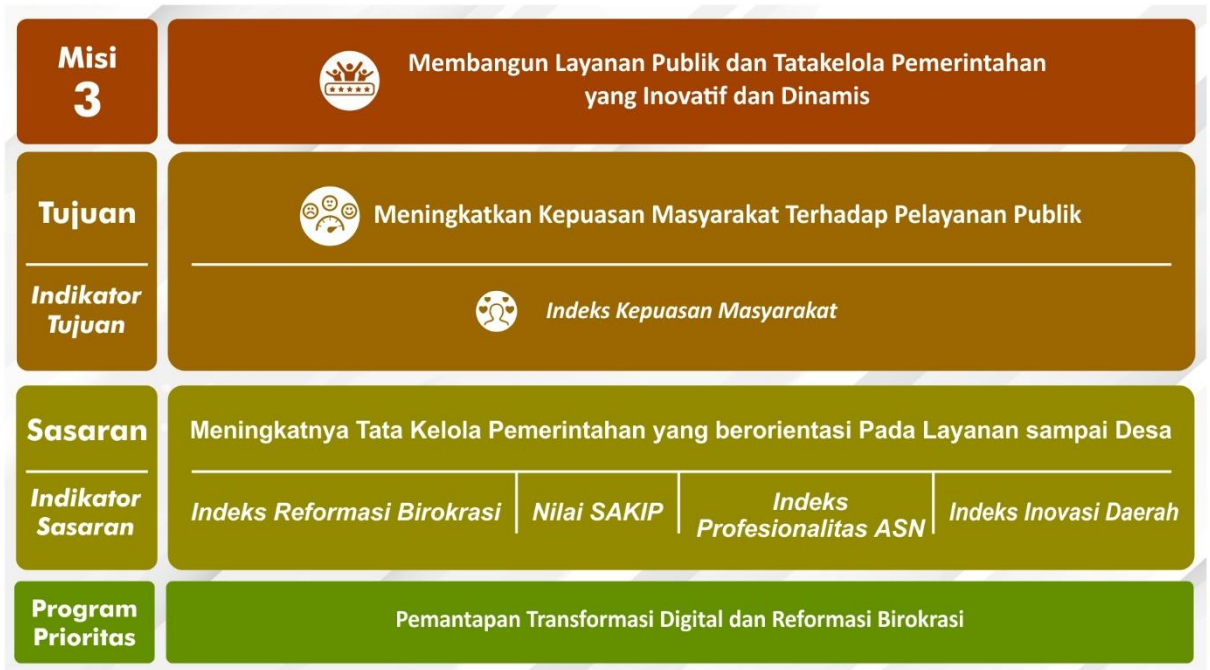 Misi
3
Membangun Layanan Publik dan Tatakelola Pemerintahan
yang Inovatif dan Dinamis
Tujuan
Meningkatkan Kepuasan Masyarakat Terhadap Pelayanan Publik
Indikator
Tujuan
Indeks Kepuasan Masyarakat
Sasaran
Meningkatnya Tata Kelola Pemerintahan yang berorientasi Pada Layanan sampai Desa
Indikator
Sasaran
Indeks Reformasi Birokrasi
Nilai SAKIP
Indeks
Profesionalitas ASN
Indeks Inovasi Daerah
Program
Prioritas
Pemantapan Transformasi Digital dan Reformasi Birokrasi